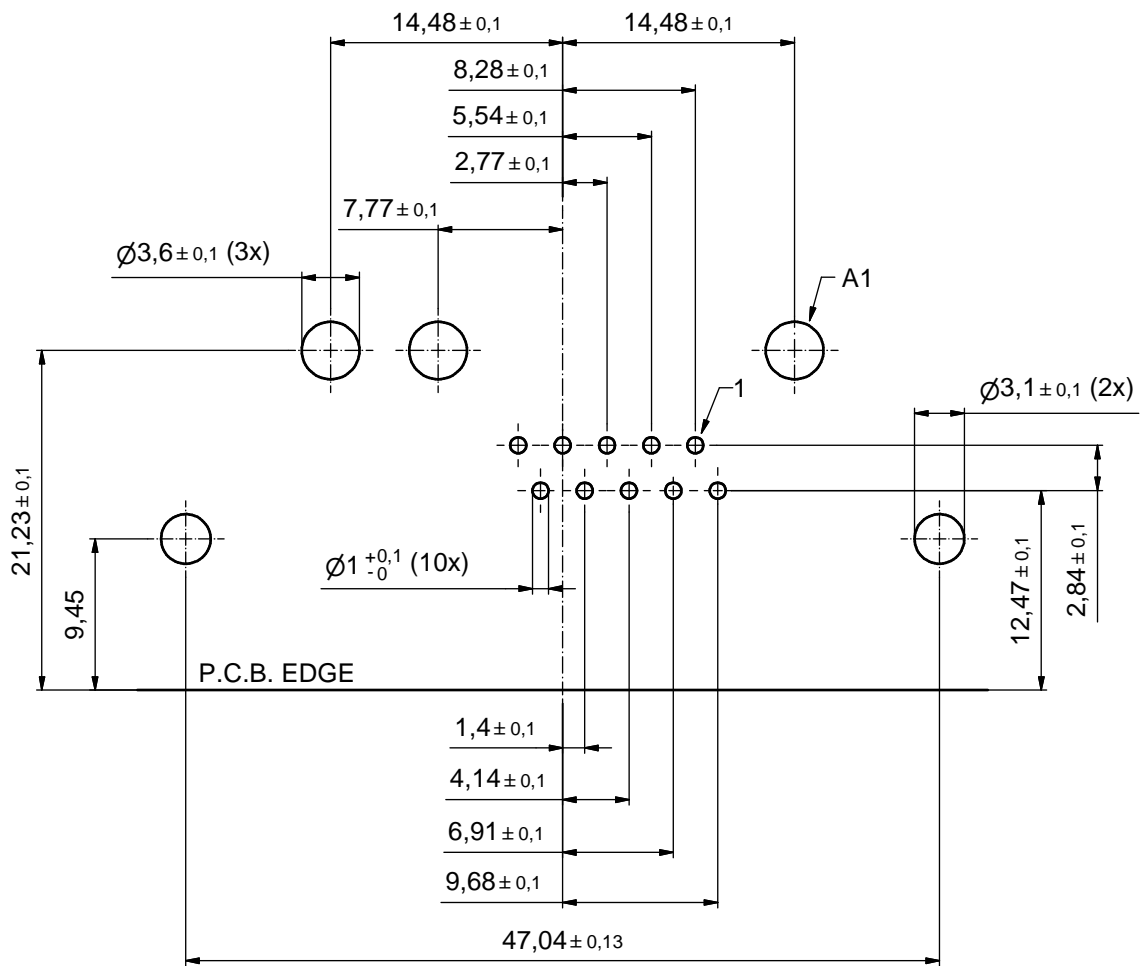 14,48 ± 0,1
14,48 ± 0,1
8,28 ± 0,1
5,54 ± 0,1
2,77 ± 0,1
7,77 ± 0,1
Ø3,6 ± 0,1 (3x)
A1
1
Ø3,1 ± 0,1 (2x)
21,23 ± 0,1
9,45
Ø1 +0,1 -0 (10x)
12,47 ± 0,1
2,84 ± 0,1
P.C.B. EDGE
1,4 ± 0,1
4,14 ± 0,1
6,91 ± 0,1
9,68 ± 0,1
47,04 ± 0,13